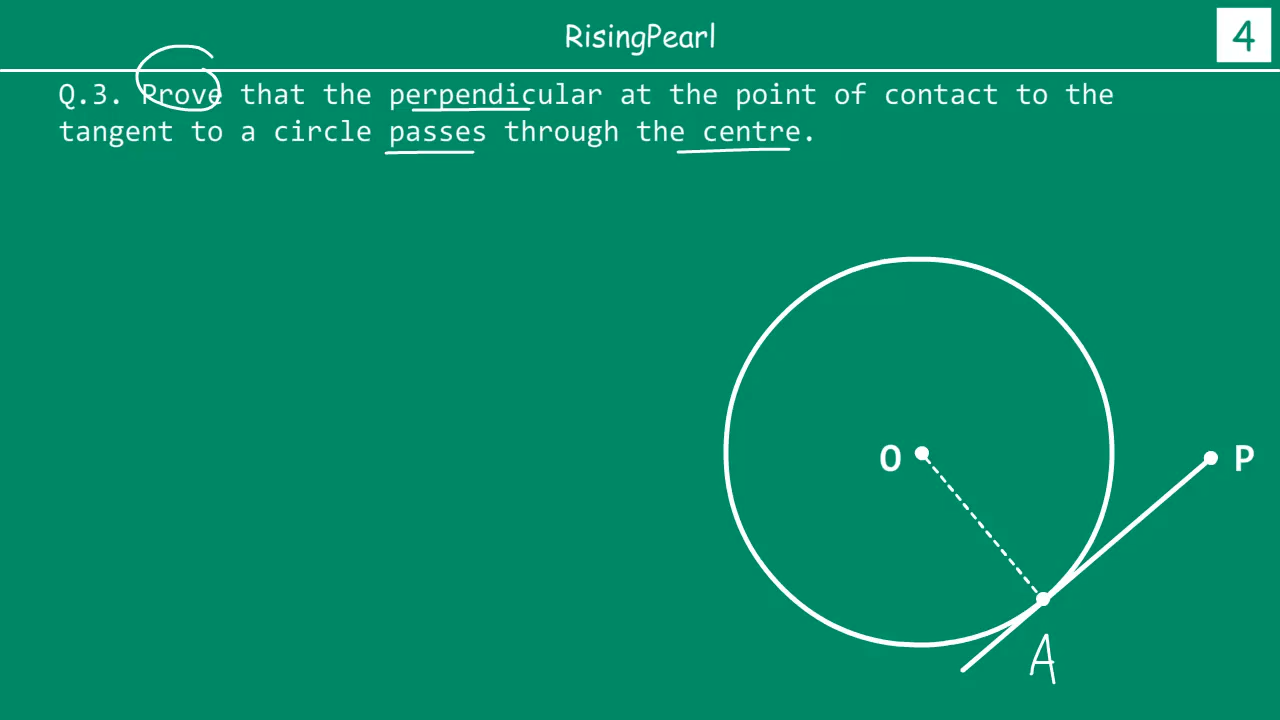 RisingPearl
4
Q.3. Prove that the perpendicular at the point of contact to the
tangent to a circle passes through the centre.
O
P
A